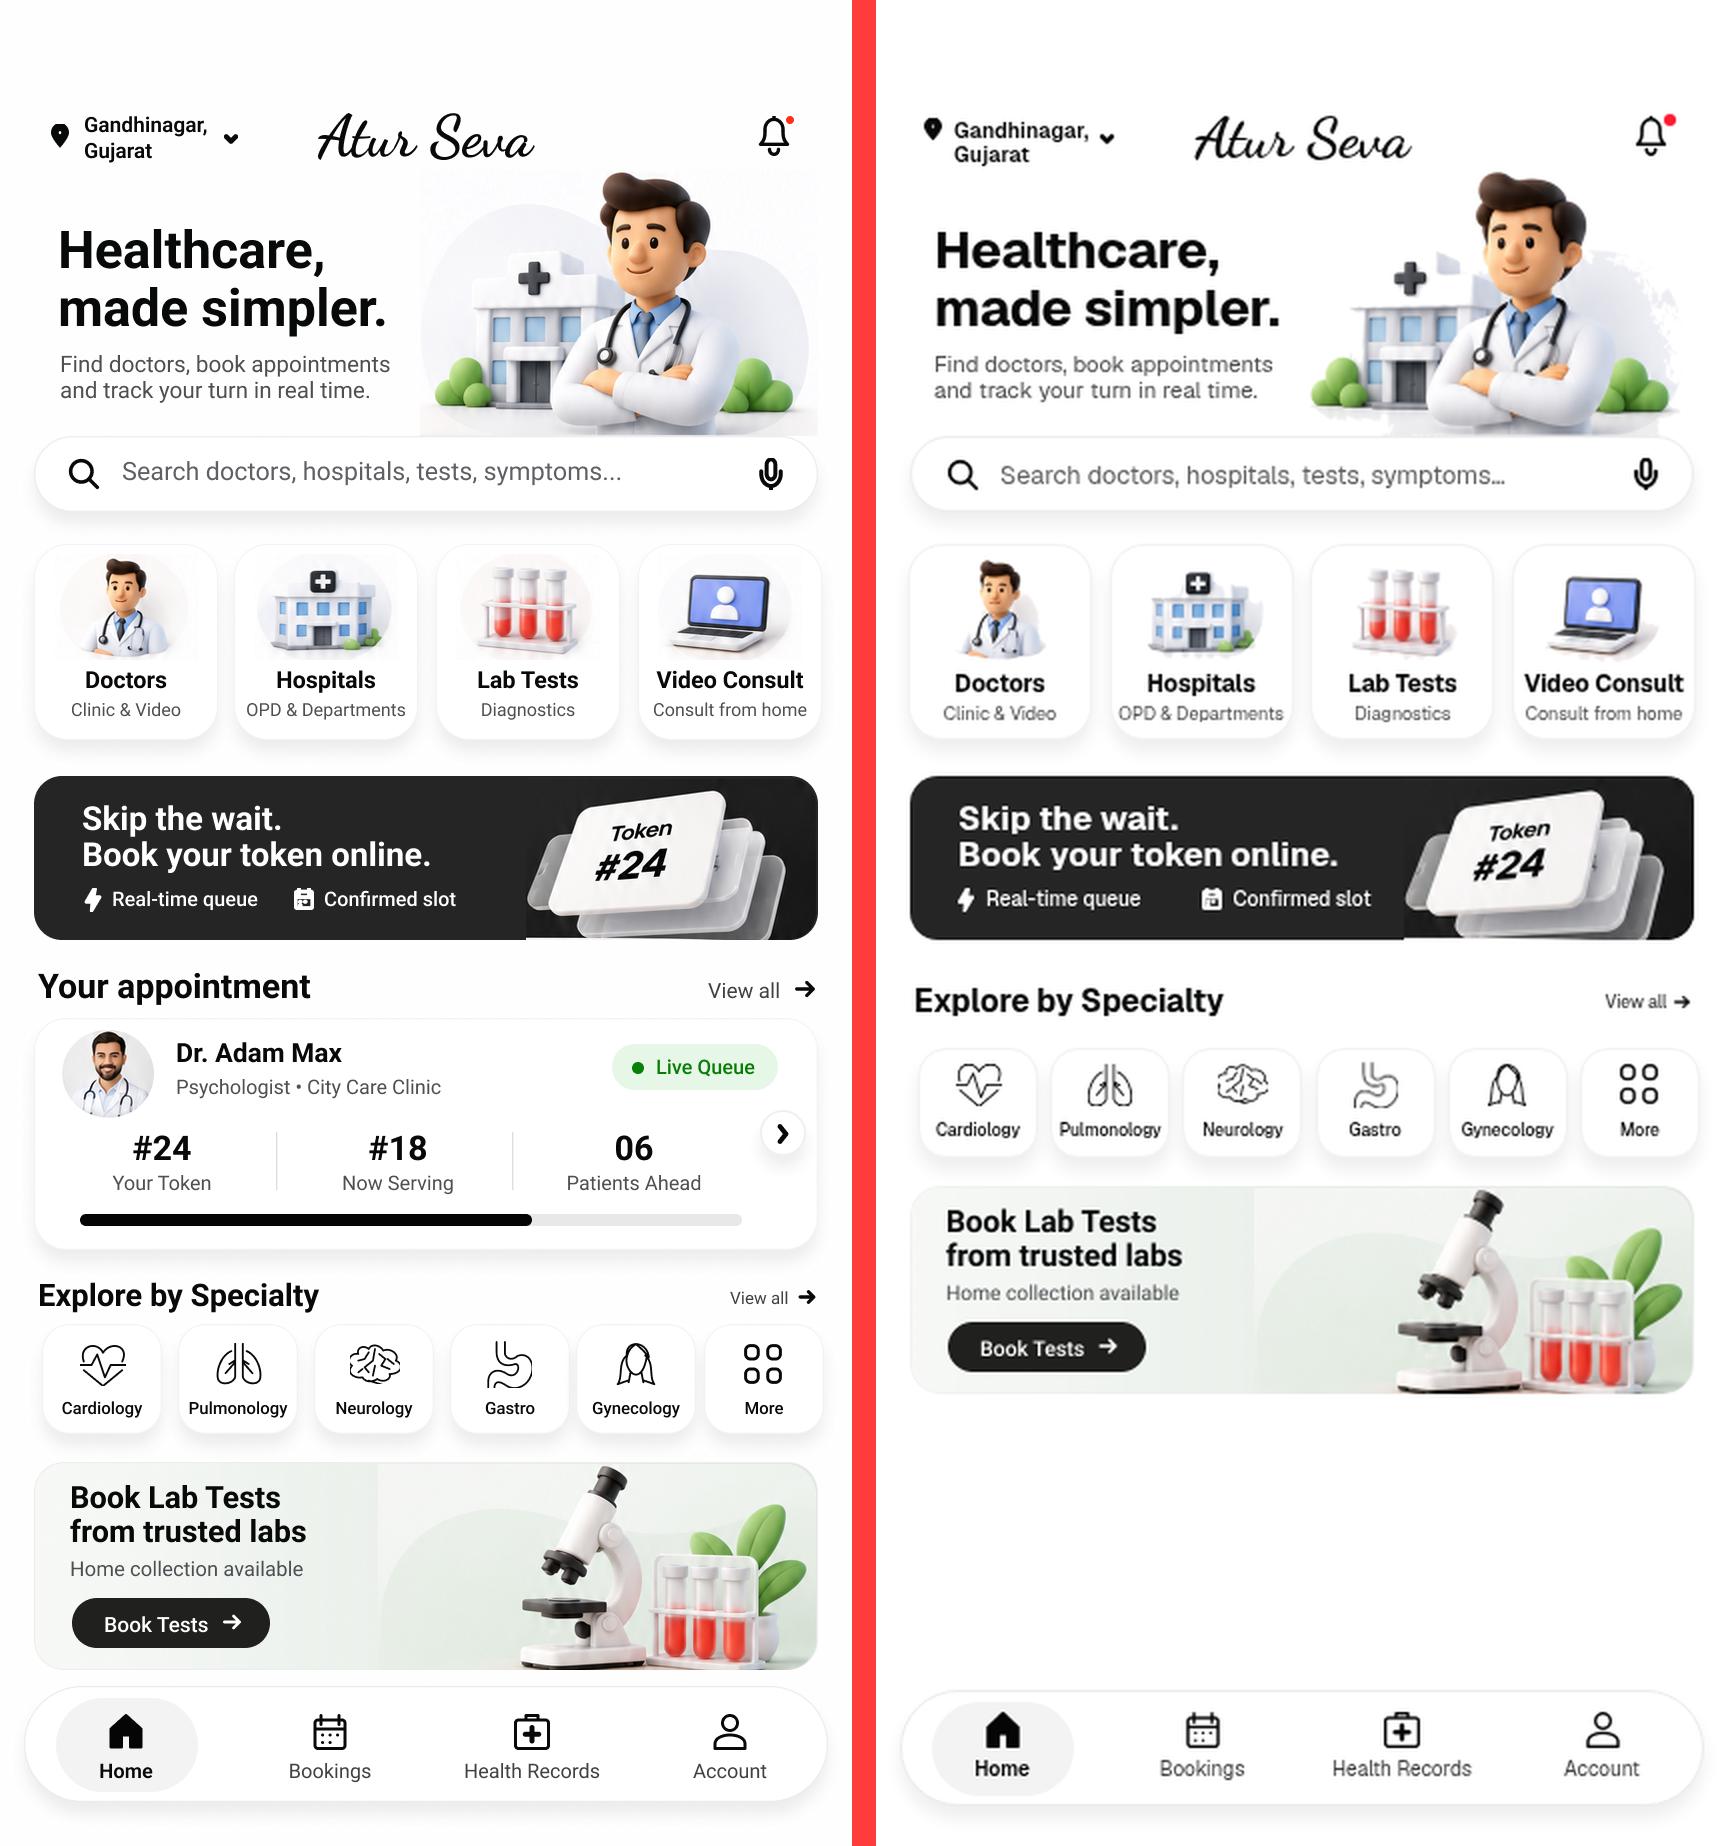 Gandhinagar,
Gujarat
Atur Seva
Healthcare,
made simpler.
Find doctors, book appointments
and track your turn in real time.
Search doctors, hospitals, tests, symptoms...
Doctors
Clinic & Video
Hospitals
OPD & Departments
Lab Tests
Diagnostics
Video Consult
Consult from home
Skip the wait.
Book your token online.
Real-time queue
Confirmed slot
Token
#24
Your appointment
View all
Dr. Adam Max
Psychologist • City Care Clinic
Live Queue
#24
Your Token
#18
Now Serving
06
Patients Ahead
Explore by Specialty
View all
Cardiology
Pulmonology
Neurology
Gastro
Gynecology
More
Book Lab Tests
from trusted labs
Home collection available
Book Tests
Home
Bookings
Health Records
Account
Gandhinagar,
Gujarat
Atur Seva
Healthcare,
made simpler.
Find doctors, book appointments
and track your turn in real time.
Search doctors, hospitals, tests, symptoms...
Doctors
Clinic & Video
Hospitals
OPD & Departments
Lab Tests
Diagnostics
Video Consult
Consult from home
Skip the wait.
Book your token online.
Real-time queue
Confirmed slot
Token
#24
Explore by Specialty
View all
Cardiology
Pulmonology
Neurology
Gastro
Gynecology
More
Book Lab Tests
from trusted labs
Home collection available
Book Tests
Home
Bookings
Health Records
Account